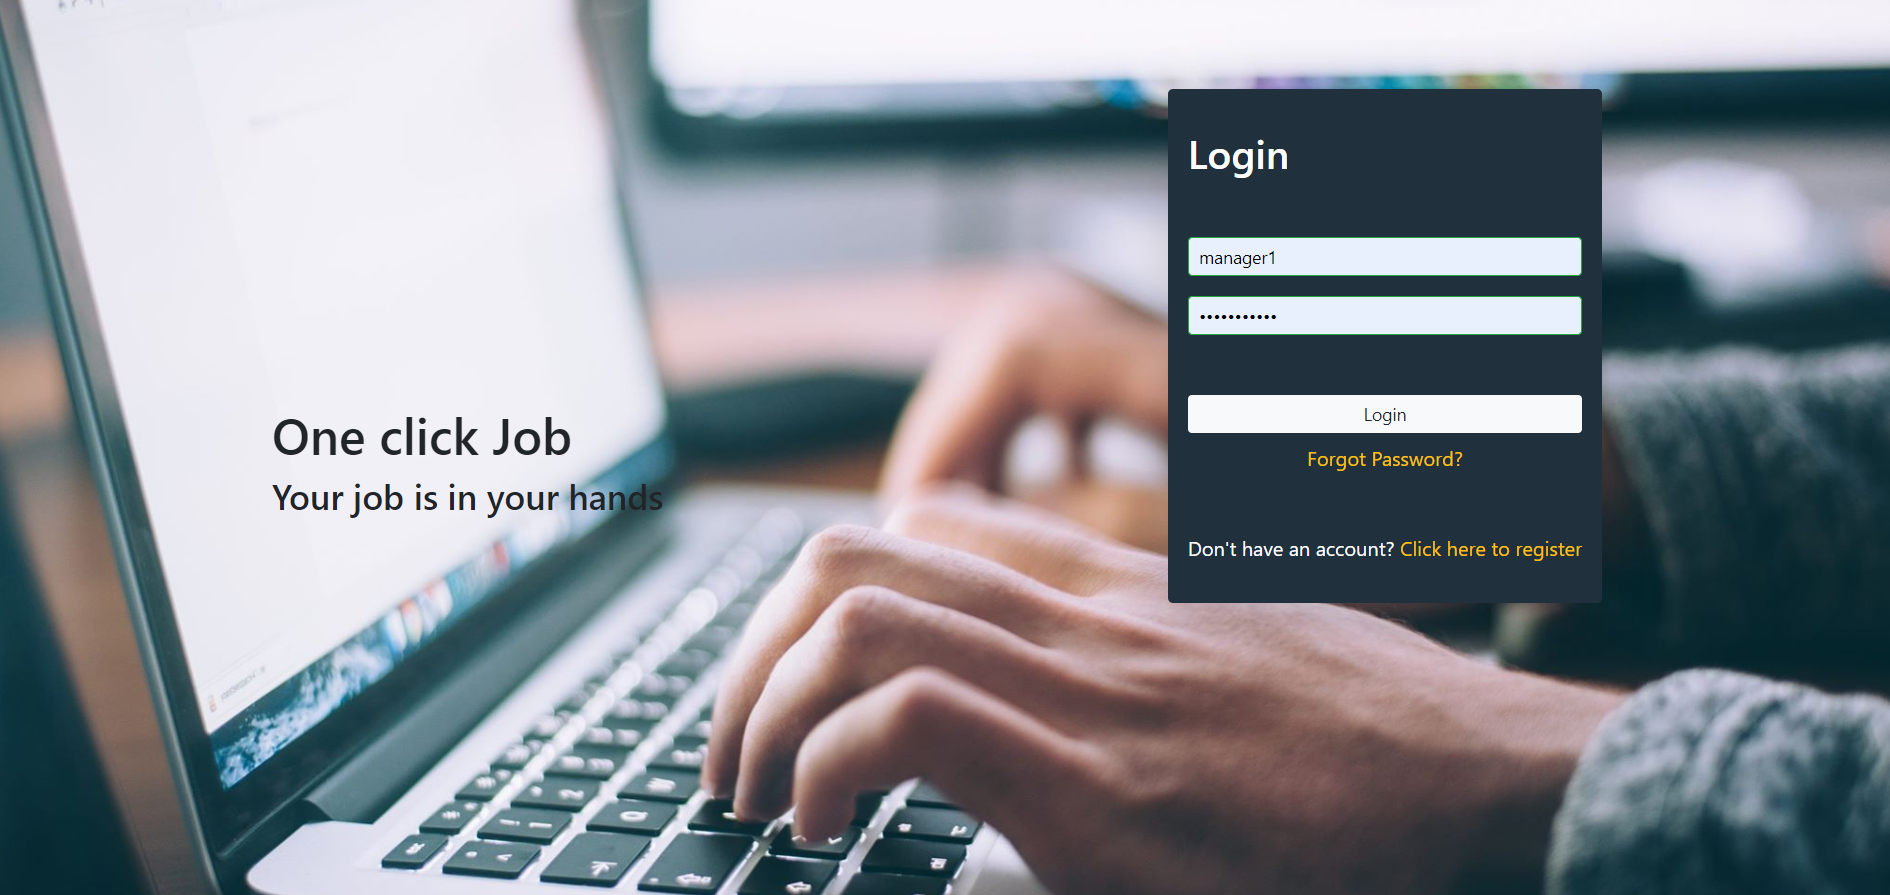 One click Job
Your job is in your hands
Login
manager1
•••••••••••
Login
Forgot Password?
Don't have an account? Click here to register